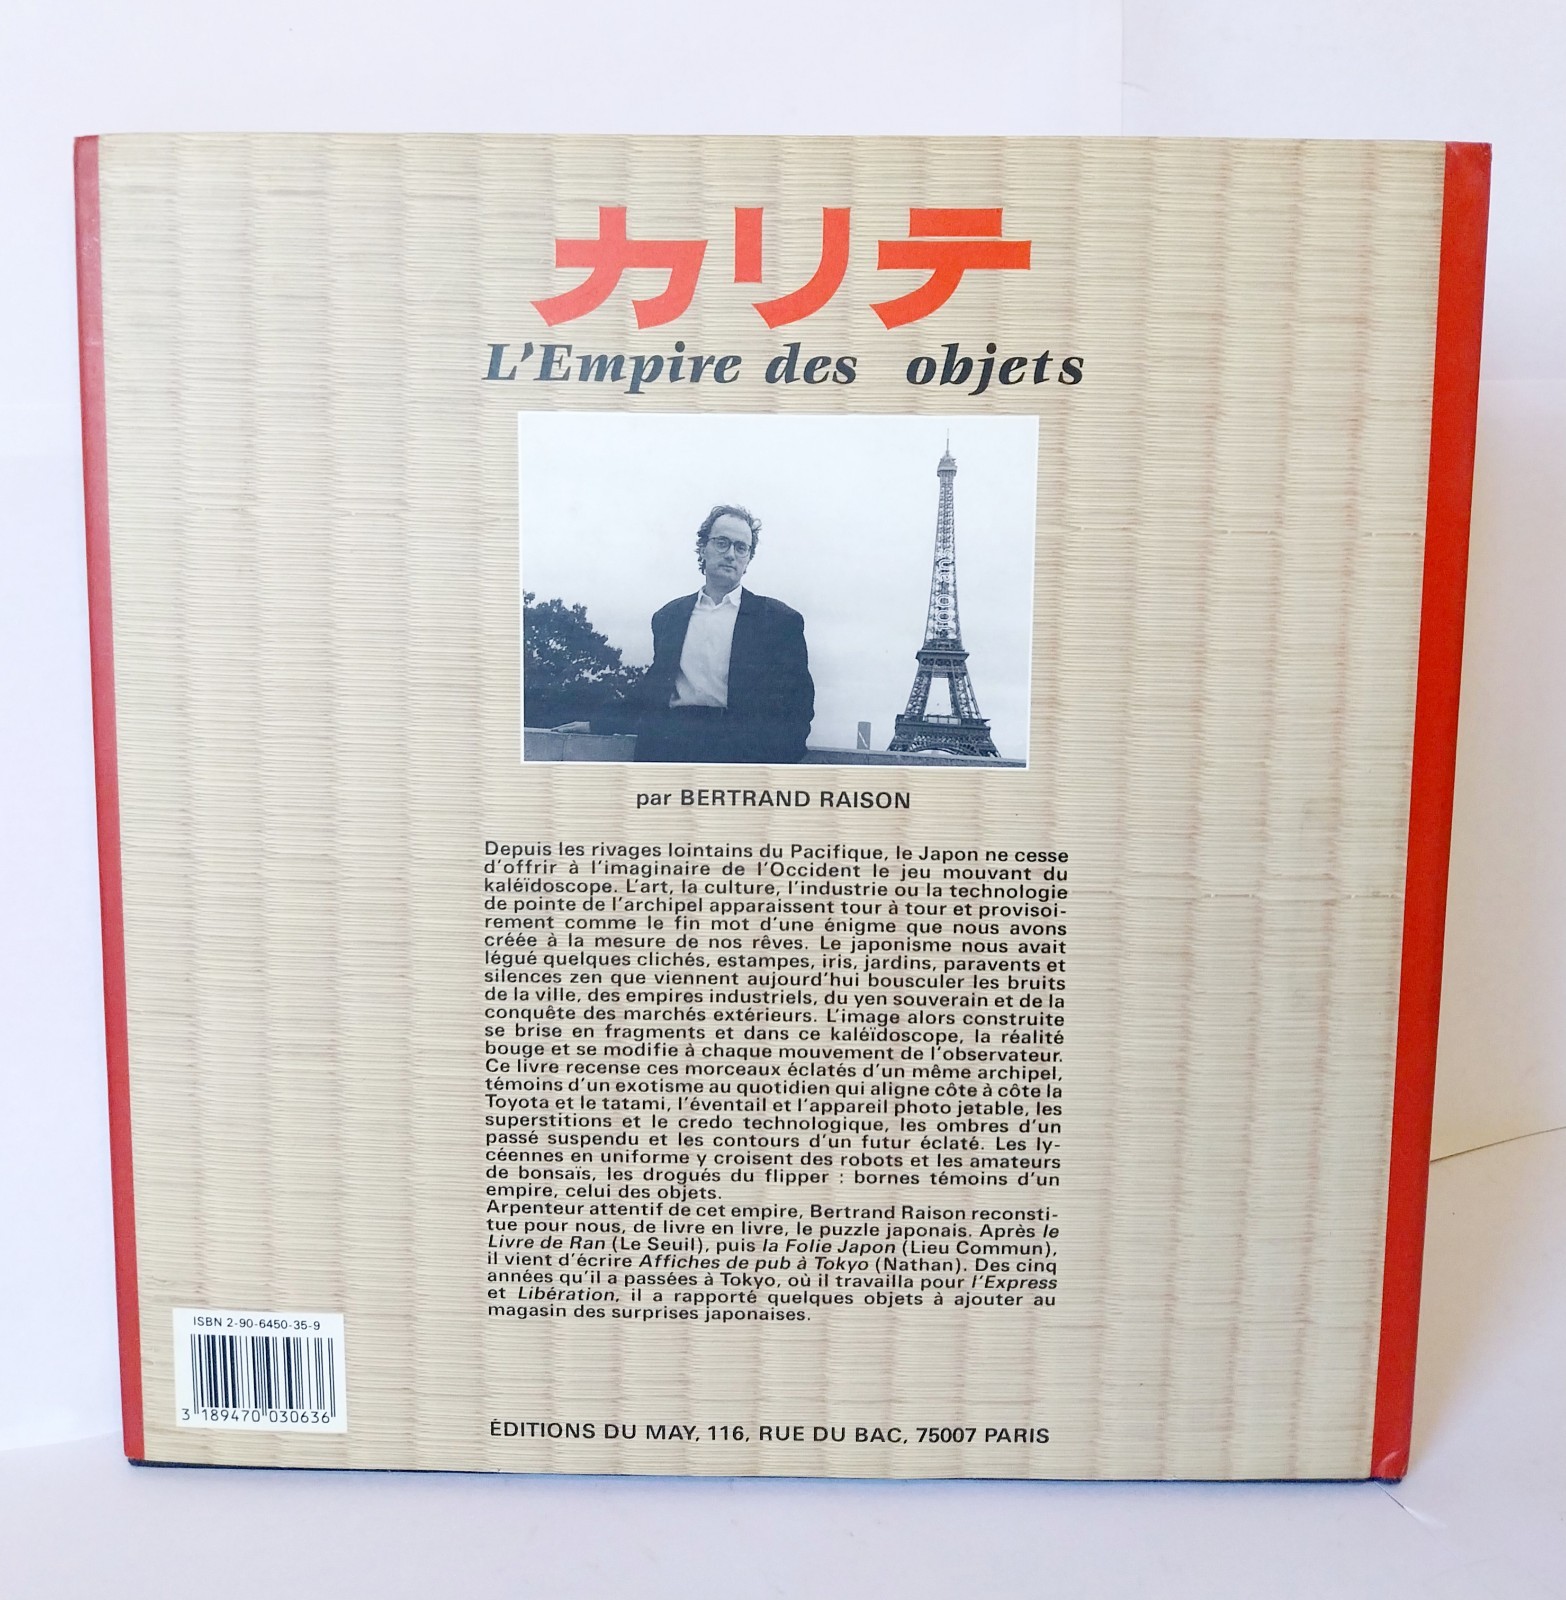 カリテ
L'Empire des objets
par BERTRAND RAISON
Depuis les rivages lointains du Pacifique, le Japon ne cesse
d'offrir à l'imaginaire de l'Occident le jeu mouvant du
kaléïdoscope. L'art, la culture, l'industrie ou la technologie
de pointe de l'archipel apparaissent tour à tour et provisoi-
rement comme le fin mot d'une énigme que nous avons
créée à la mesure de nos rêves. Le japonisme nous avait
légué quelques clichés, estampes, iris, jardins, paravents et
silences zen que viennent aujourd'hui bousculer les bruits
de la ville, des empires industriels, du yen souverain et de la
conquête des marchés extérieurs. L'image alors construite
se brise en fragments et dans ce kaléïdoscope, la réalité
bouge et se modifie à chaque mouvement de l'observateur.
Ce livre recense ces morceaux éclatés d'un même archipel,
témoins d'un exotisme au quotidien qui aligne côte à côte la
Toyota et le tatami, l'éventail et l'appareil photo jetable, les
superstitions et le credo technologique, les ombres d'un
passé suspendu et les contours d'un futur éclaté. Les ly-
céennes en uniforme y croisent des robots et les amateurs
de bonsaïs, les drogués du flipper : bornes témoins d'un
empire, celui des objets.
Arpenteur attentif de cet empire, Bertrand Raison reconsti-
tue pour nous, de livre en livre, le puzzle japonais. Après le
Livre de Ran (Le Seuil), puis la Folie Japon (Lieu Commun),
il vient d'écrire Affiches de pub à Tokyo (Nathan). Des cinq
années qu'il a passées à Tokyo, où il travailla pour l'Express
et Libération, il a rapporté quelques objets à ajouter au
magasin des surprises japonaises.
ISBN 2-90-6450-35-9
3 189470 030636
ÉDITIONS DU MAY, 116, RUE DU BAC, 75007 PARIS